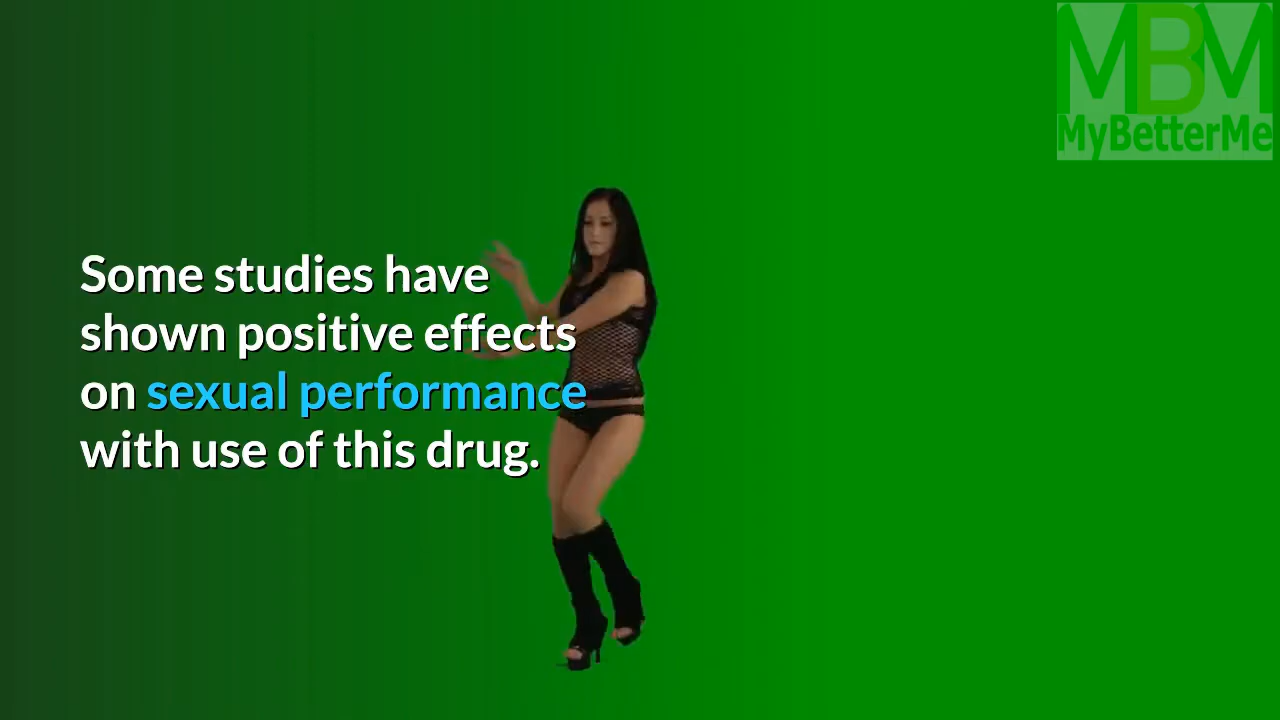 MBM
MyBetterMe
Some studies have
shown positive effects
on sexual performance
with use of this drug.